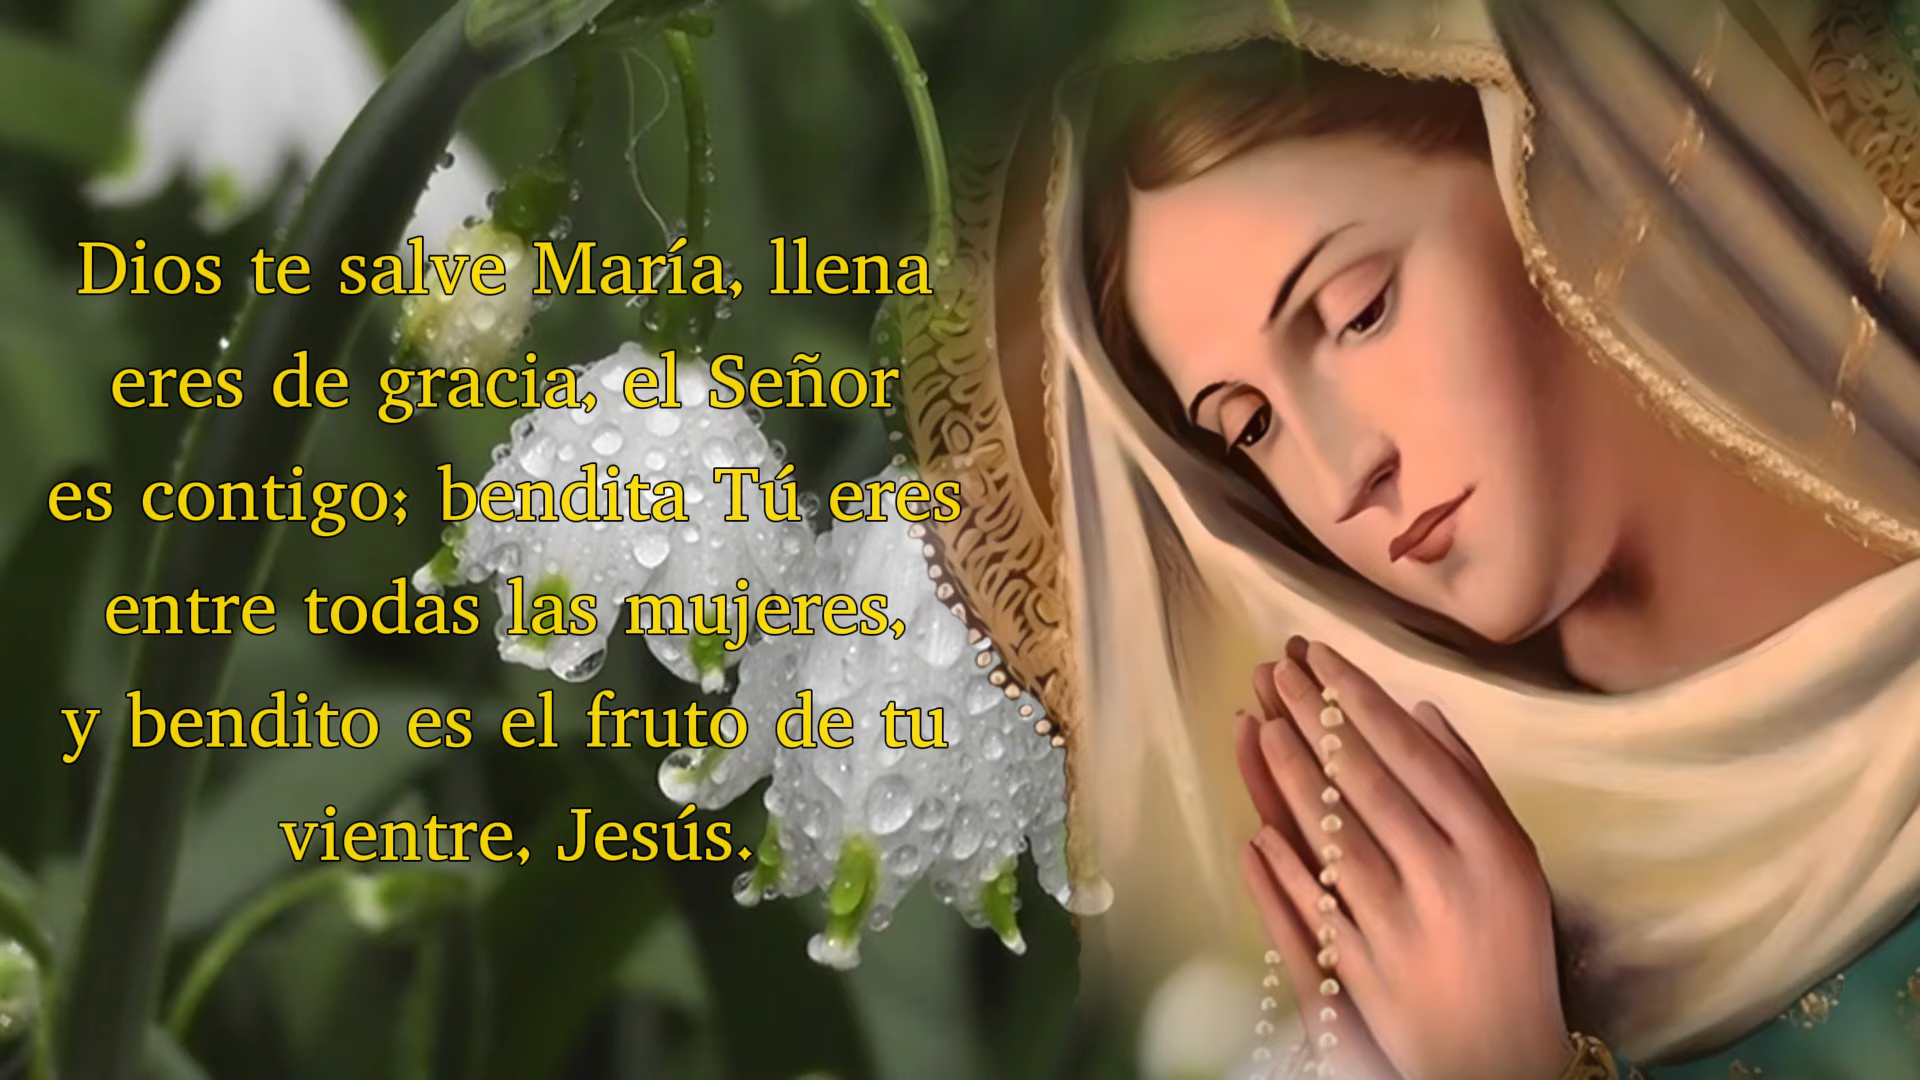 Dios te salve María, llena
eres de gracia, el Señor
es contigo; bendita Tú eres
entre todas las mujeres,
y bendito es el fruto de tu
vientre, Jesús.